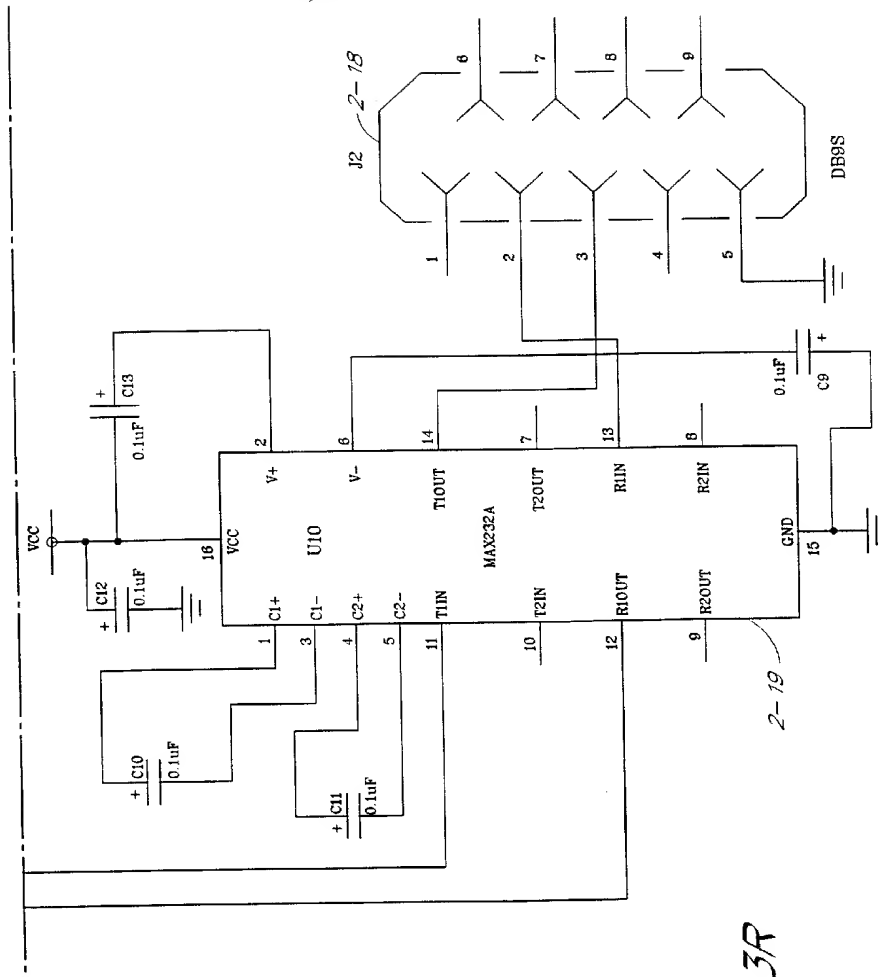 VCC
C12
+
0.1uF
C13
+
0.1uF
C10
+
0.1uF
C11
+
0.1uF
16
VCC
U10
MAX232A
1
C1+
3
C1-
4
C2+
5
C2-
11
T1IN
10
T2IN
12
R1OUT
9
R2OUT
2
V+
6
V-
14
T1OUT
7
T2OUT
13
R1IN
8
R2IN
GND
15
2-19
0.1uF
+
C9
J2
2-18
1
2
3
4
5
6
7
8
9
DB9S
3R